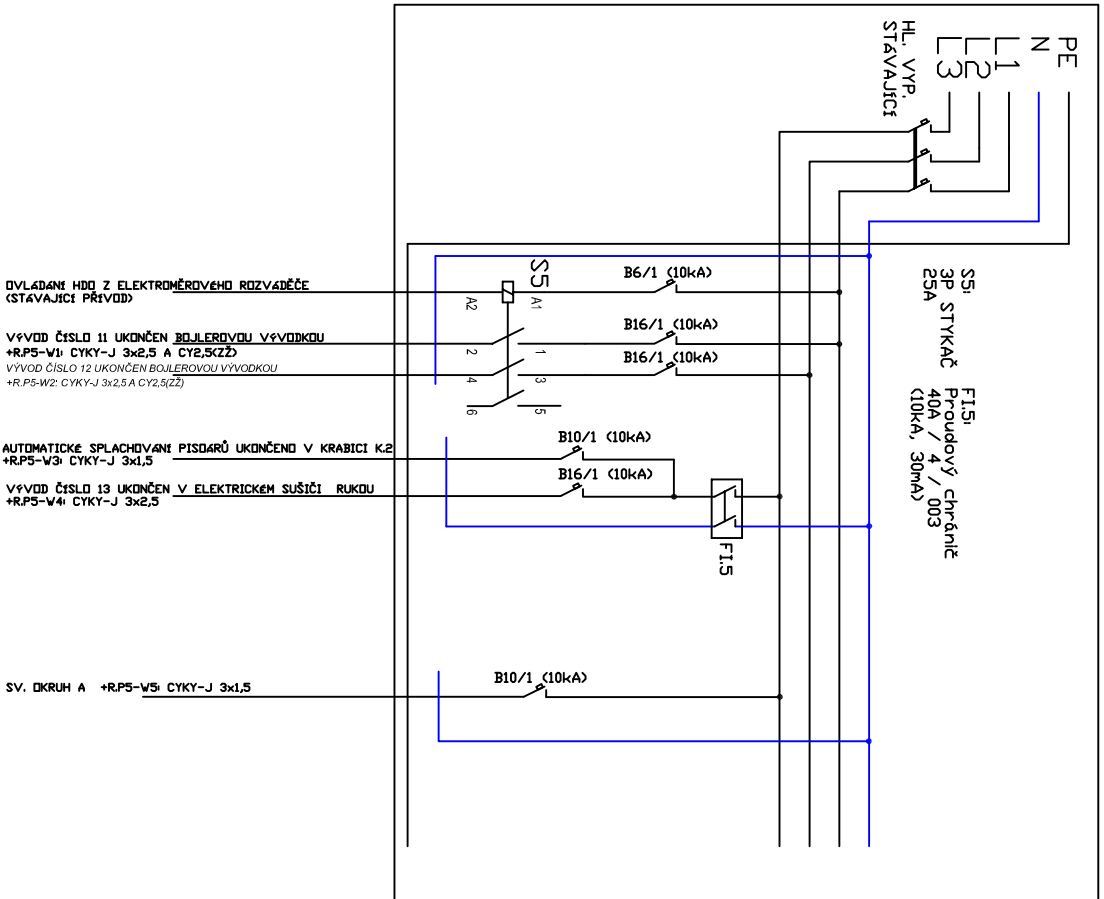 PE
N
L1
L2
L3
HL. VYP.
STÁVAJÍCÍ
S5:
3P STYKAČ
25A
FI.5:
Proudový chránič
40A / 4 / 003
(10kA, 30mA)
OVLÁDÁNÍ HDO Z ELEKTROMĚROVÉHO ROZVÁDĚČE
(STÁVAJÍCÍ PŘÍVOD)
S5
A2
A1
B6/1 (10kA)
VÝVOD ČÍSLO 11 UKONČEN BOJLEROVOU VÝVODKOU
+R.P5-W1: CYKY-J 3x2,5 A CY2,5(ZŽ)
2
1
B16/1 (10kA)
VÝVOD ČÍSLO 12 UKONČEN BOJLEROVOU VÝVODKOU
+R.P5-W2: CYKY-J 3x2,5 A CY2,5(ZŽ)
4
3
B16/1 (10kA)
6
5
AUTOMATICKÉ SPLACHOVÁNÍ PISOÁRŮ UKONČENO V KRABICI K.2
+R.P5-W3: CYKY-J 3x1,5
B10/1 (10kA)
VÝVOD ČÍSLO 13 UKONČEN V ELEKTRICKÉM SUŠIČI RUKOU
+R.P5-W4: CYKY-J 3x2,5
B16/1 (10kA)
FI.5
SV. OKRUH A +R.P5-W5: CYKY-J 3x1,5
B10/1 (10kA)